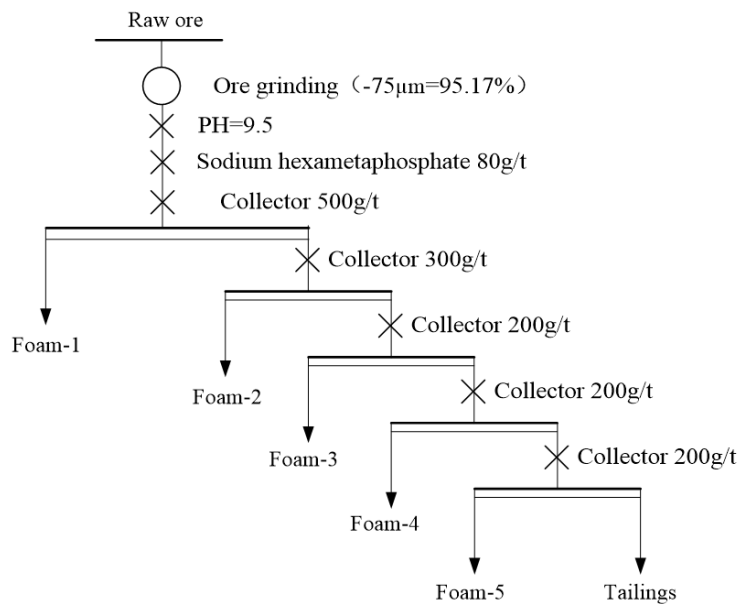 Raw ore
Ore grinding（-75μm=95.17%）
PH=9.5
Sodium hexametaphosphate 80g/t
Collector 500g/t
Collector 300g/t
Foam-1
Collector 200g/t
Foam-2
Collector 200g/t
Foam-3
Collector 200g/t
Foam-4
Foam-5
Tailings